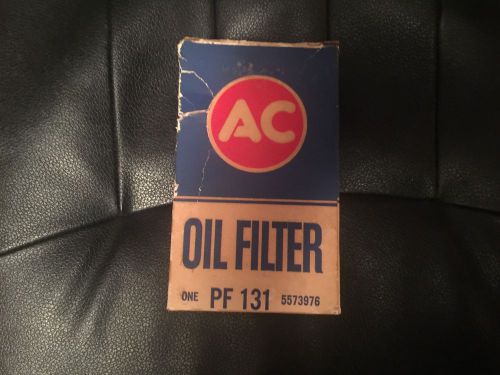 AC
OIL FILTER
ONE PF 131 5573976